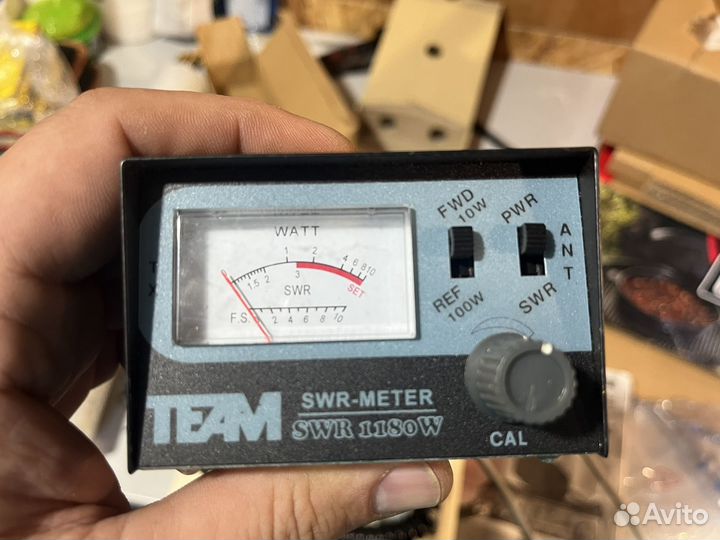 WATT
1 2 4 6 8 10
1,5 2 3
SWR
SET
F.S. 2 4 6 8 10
FWD
10W
REF
100W
PWR
SWR
ANT
T
X
CAL
TEAM
SWR-METER
SWR 1180W
Avito